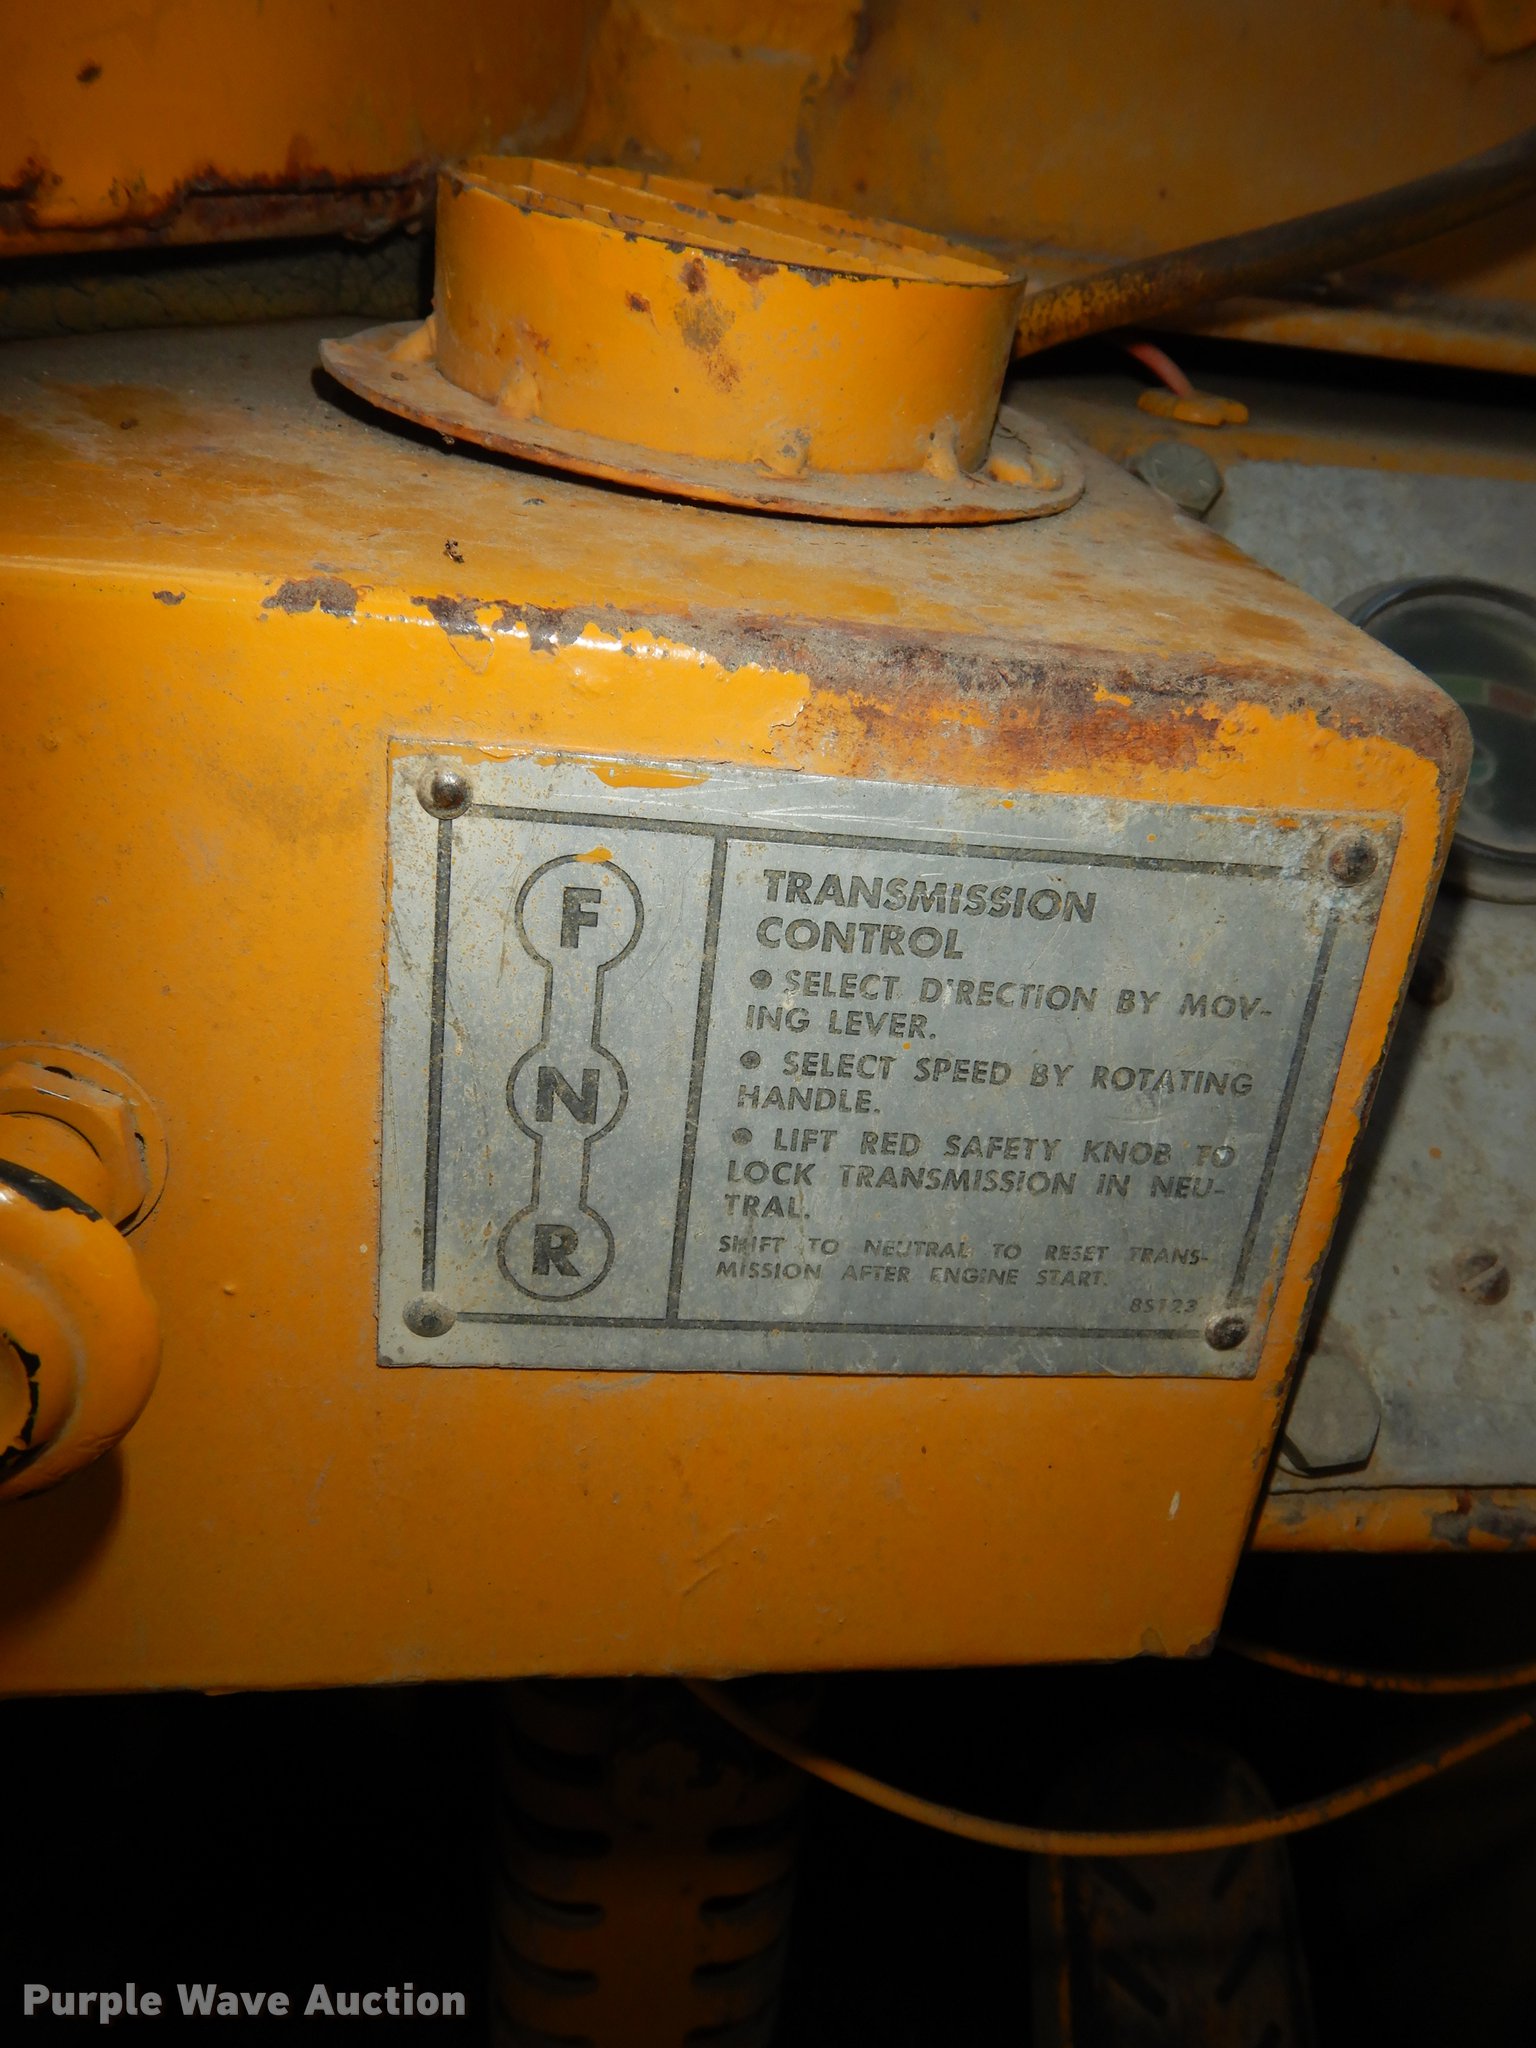 F
N
R
TRANSMISSION
CONTROL
● SELECT DIRECTION BY MOV-
ING LEVER.
● SELECT SPEED BY ROTATING
HANDLE.
● LIFT RED SAFETY KNOB TO
LOCK TRANSMISSION IN NEU-
TRAL.
SHIFT TO NEUTRAL TO RESET TRANS-
MISSION AFTER ENGINE START.
8S123
Purple Wave Auction